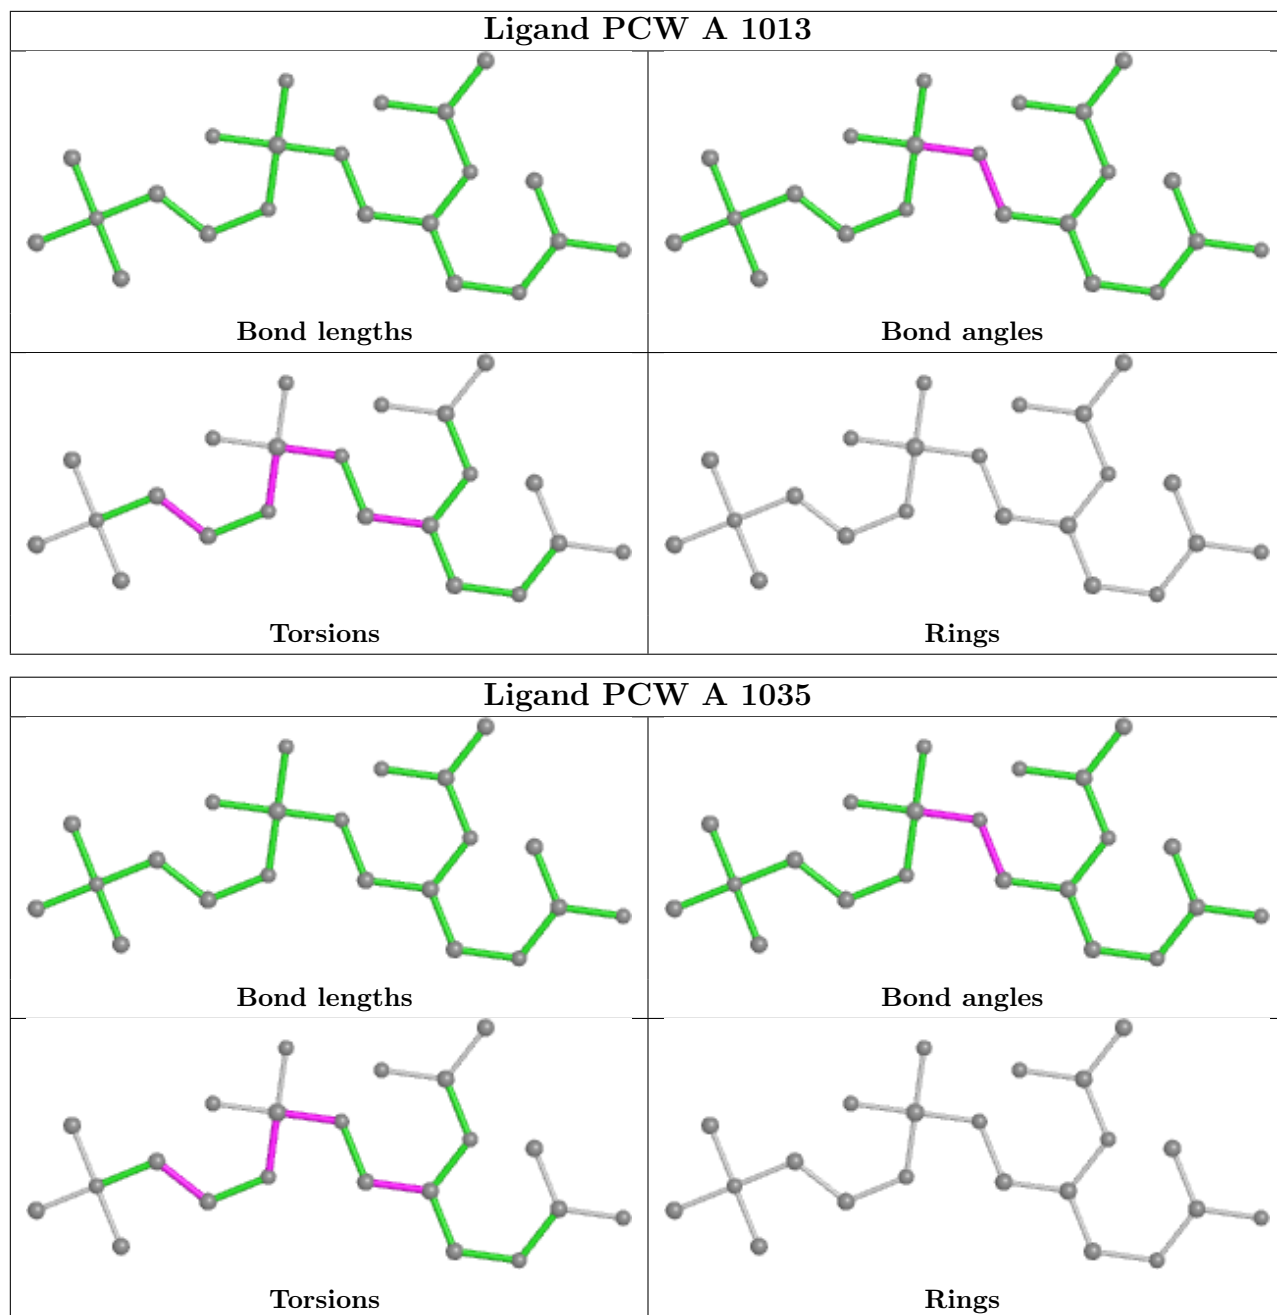 Ligand PCW A 1013
Bond lengths
Bond angles
Torsions
Rings
Ligand PCW A 1035
Bond lengths
Bond angles
Torsions
Rings